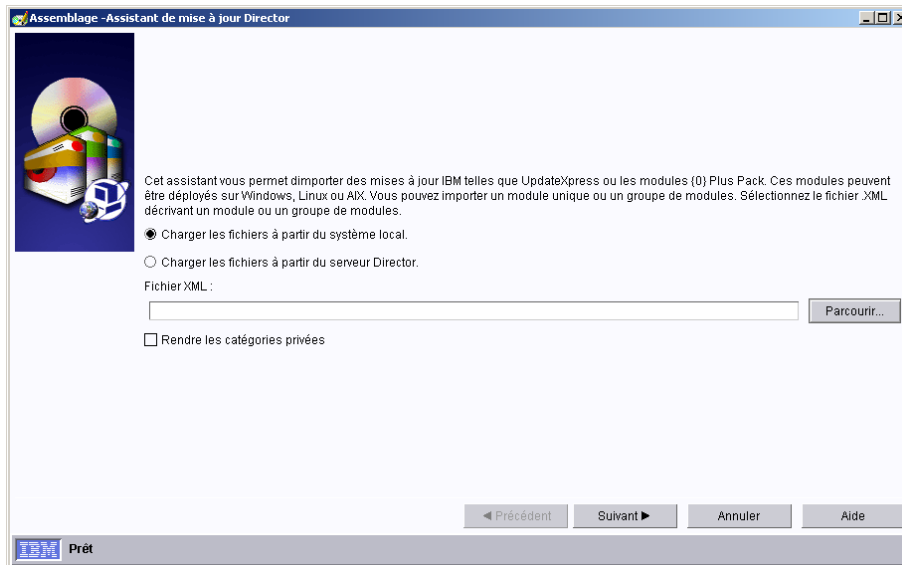 Assemblage -Assistant de mise à jour Director
Cet assistant vous permet dimporter des mises à jour IBM telles que UpdateXpress ou les modules {0} Plus Pack. Ces modules peuvent
être déployés sur Windows, Linux ou AIX. Vous pouvez importer un module unique ou un groupe de modules. Sélectionnez le fichier .XML
décrivant un module ou un groupe de modules.
Charger les fichiers à partir du système local.
Charger les fichiers à partir du serveur Director.
Fichier XML :
Parcourir...
Rendre les catégories privées
Précédent Suivant Annuler Aide
IBM Prêt